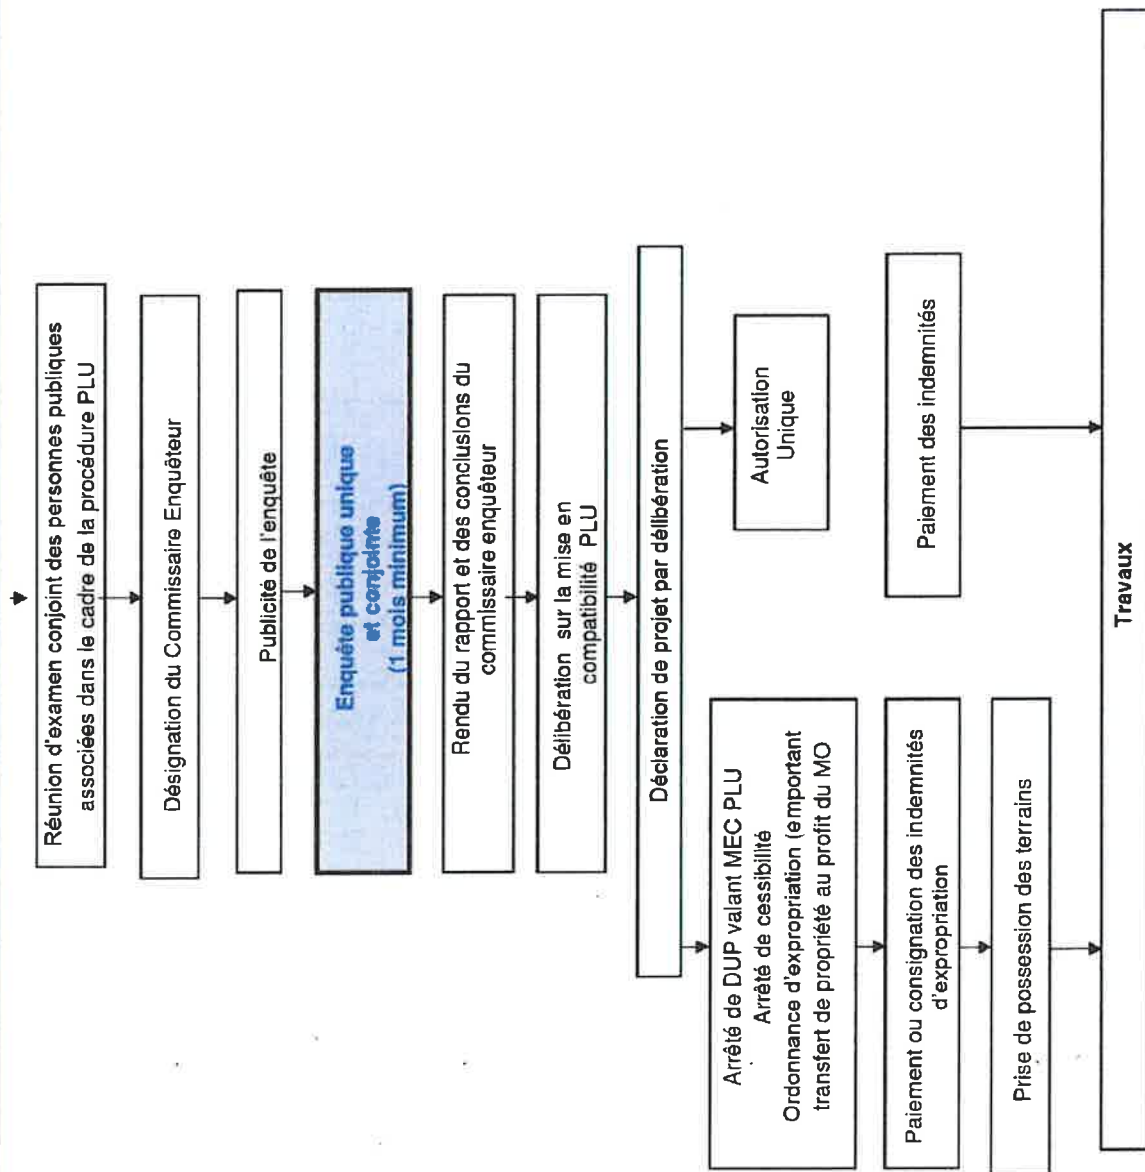 Réunion d'examen conjoint des personnes publiques
associées dans le cadre de la procédure PLU
Désignation du Commissaire Enquêteur
Publicité de l'enquête
Enquête publique unique
et conjointe
(1 mois minimum)
Rendu du rapport et des conclusions du
commissaire enquêteur
Délibération sur la mise en
compatibilité PLU
Déclaration de projet par délibération
Arrêté de DUP valant MEC PLU
Arrêté de cessibilité
Ordonnance d'expropriation (emportant
transfert de propriété au profit du MO
Autorisation
Unique
Paiement ou consignation des indemnités
d'expropriation
Paiement des indemnités
Prise de possession des terrains
Travaux